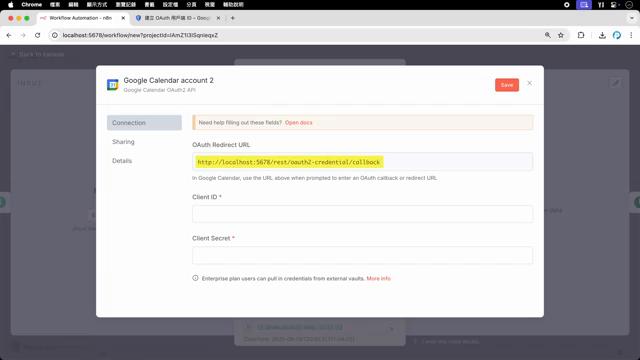 Chrome 檔案 編輯 顯示方式 瀏覽記錄 書籤 設定檔 分頁 視窗 輔助說明
Workflow Automation - n8n
建立 OAuth 用戶端 ID – Google
localhost:5678/workflow/new?projectId=
Back to canvas
INPUT
Google Calendar account 2
Google Calendar OAuth2 API
Save
Connection
Sharing
Details
Need help filling out these fields? Open docs
OAuth Redirect URL
http://localhost:5678/rest/oauth2-credential/callback
In Google Calendar, use the URL above when prompted to enter an OAuth callback or redirect URL
Client ID *
Client Secret *
Enterprise plan users can pull in credentials from external vaults. More info